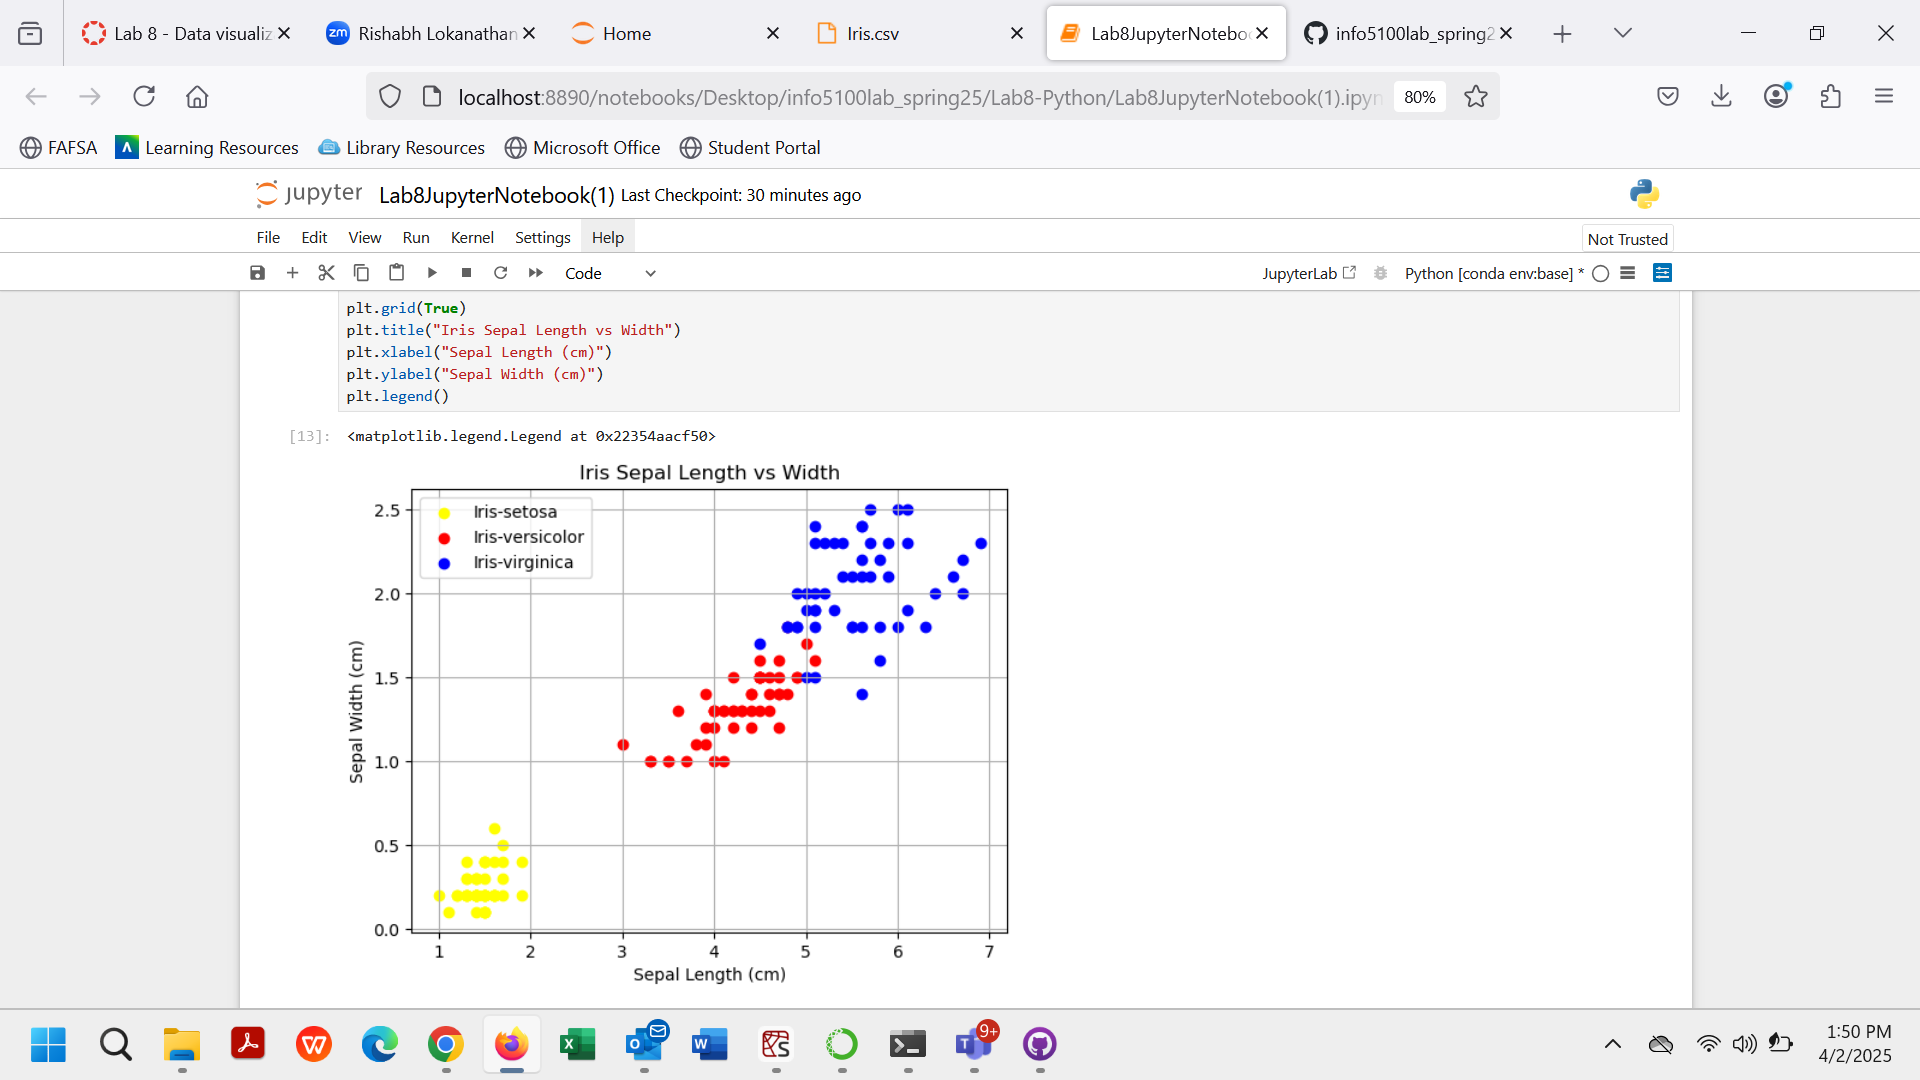 Lab 8 - Data visualiz
zm Rishabh Lokanathan
Home
Iris.csv
Lab8JupyterNotebo
info5100lab_spring2
localhost:8890/notebooks/Desktop/info5100lab_spring25/Lab8-Python/Lab8JupyterNotebook(1).ipyn
80%
FAFSA
Learning Resources
Library Resources
Microsoft Office
Student Portal
jupyter Lab8JupyterNotebook(1) Last Checkpoint: 30 minutes ago
File Edit View Run Kernel Settings Help
Not Trusted
Code
JupyterLab
Python [conda env:base] *
plt.grid(True)
plt.title("Iris Sepal Length vs Width")
plt.xlabel("Sepal Length (cm)")
plt.ylabel("Sepal Width (cm)")
plt.legend()
[13]: <matplotlib.legend.Legend at 0x22354aacf50>
Iris Sepal Length vs Width
Iris-setosa
Iris-versicolor
Iris-virginica
2.5
2.0
1.5
1.0
0.5
0.0
Sepal Width (cm)
1 2 3 4 5 6 7
Sepal Length (cm)
9+
1:50 PM
4/2/2025